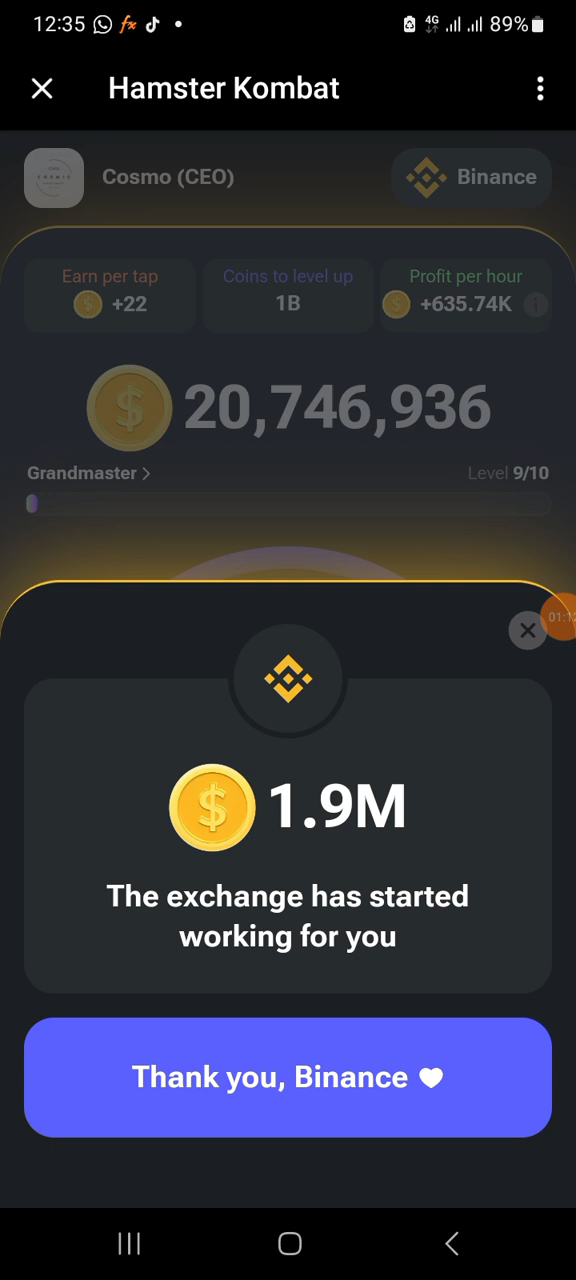 12:35
4G
89%
Hamster Kombat
Cosmo (CEO)
Binance
Earn per tap
+22
Coins to level up
1B
Profit per hour
+635.74K
20,746,936
Grandmaster
Level 9/10
1.9M
The exchange has started
working for you
Thank you, Binance